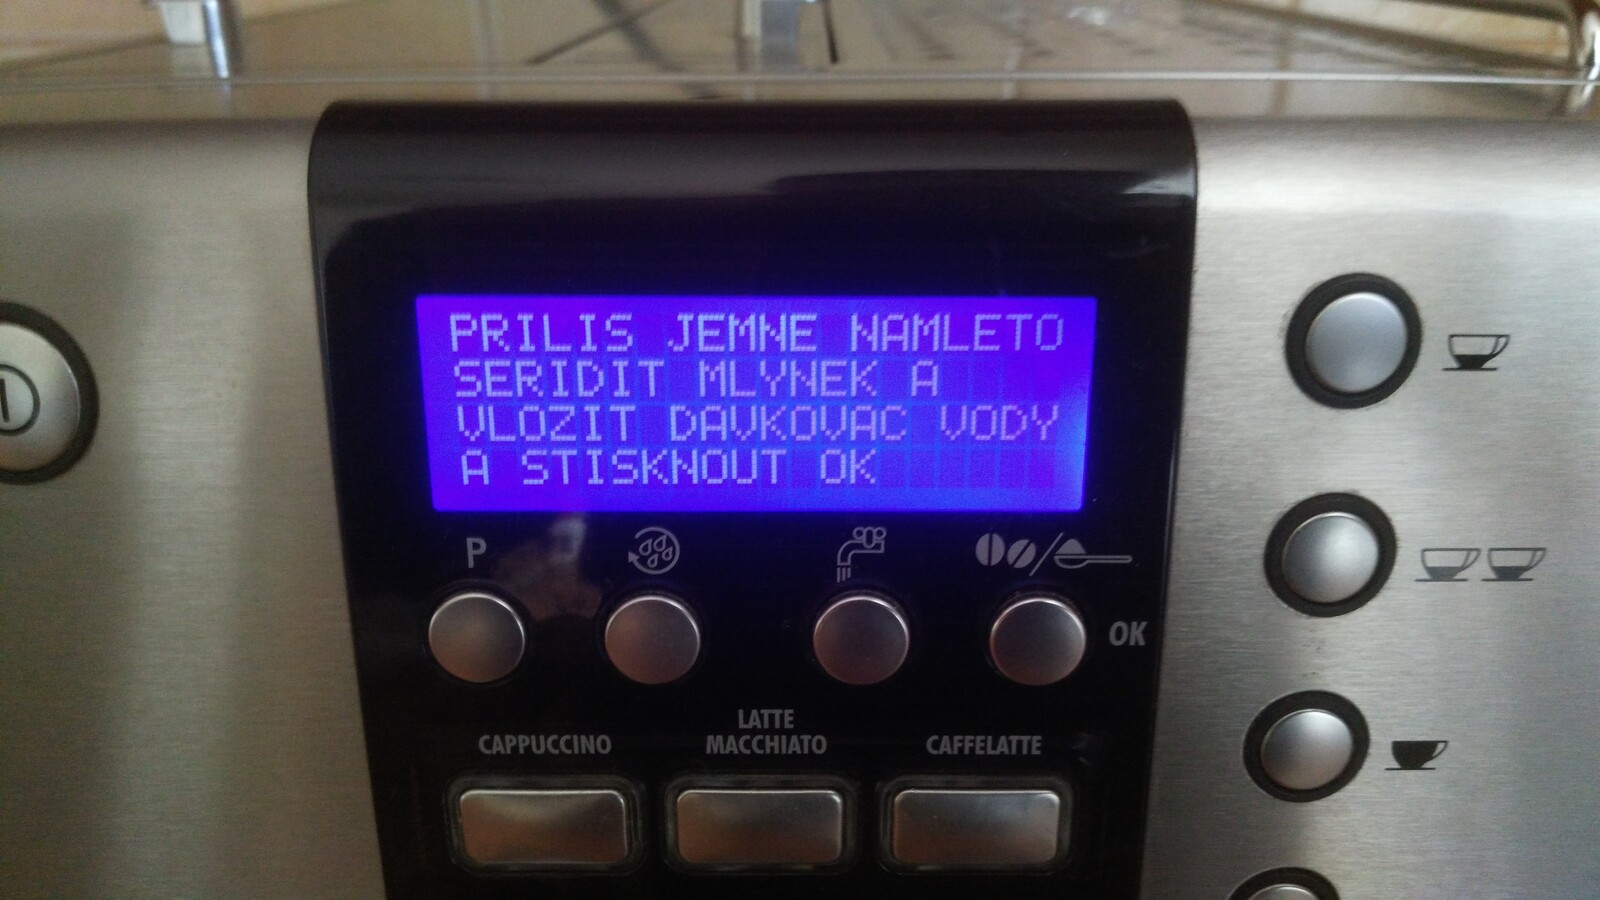 PRILIS JEMNE NAMLETO
SERIDIT MLYNEK A
VLOZIT DAVKOVAC VODY
A STISKNOUT OK
P
OK
CAPPUCCINO
LATTE
MACCHIATO
CAFFELATTE